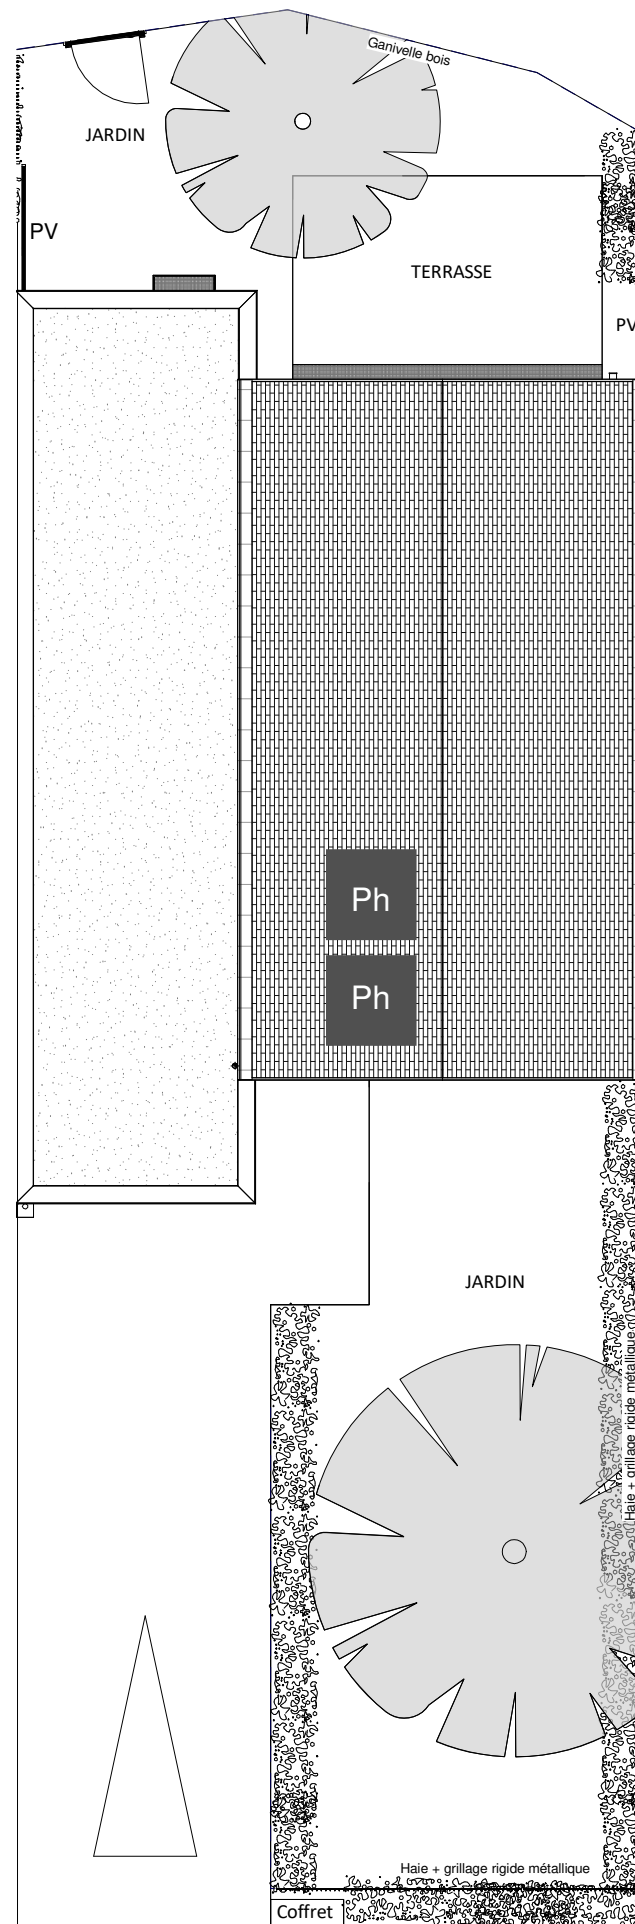 Ganivelle bois
JARDIN
PV
TERRASSE
PV
Ph
Ph
JARDIN
Haie + grillage rigide métallique
Haie + grillage rigide métallique
Coffret